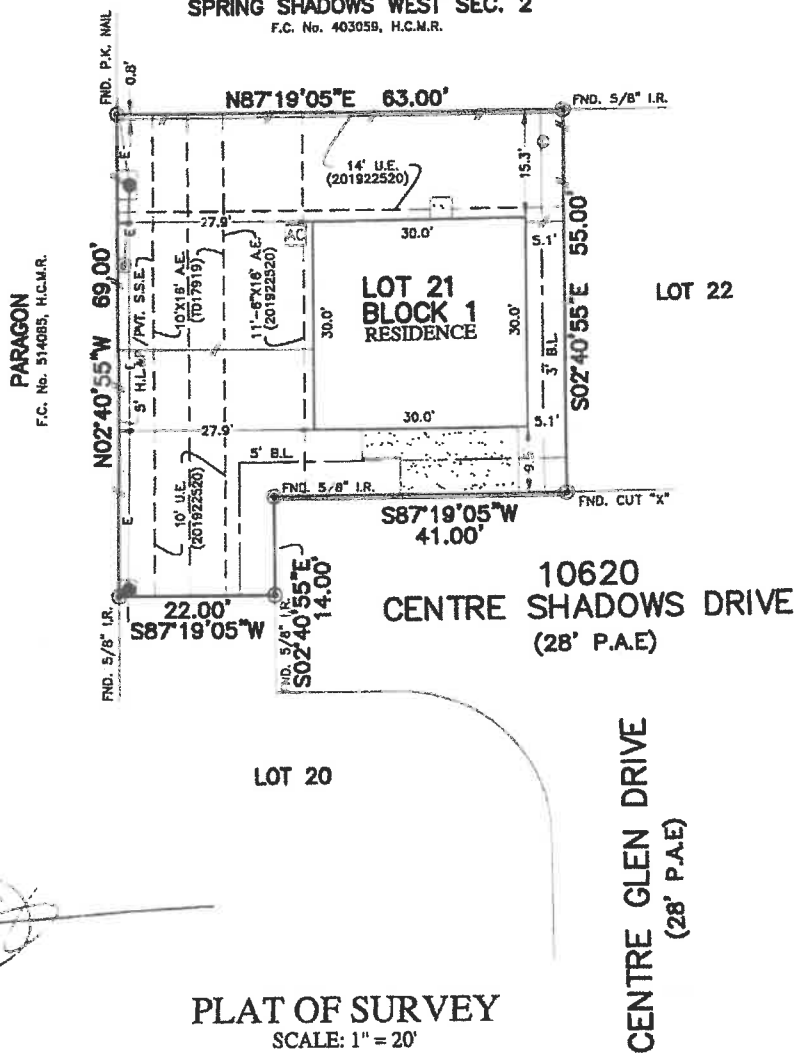 SPRING SHADOWS WEST SEC. 2
F.C. No. 403059, H.C.M.R.
FND. P.K. NAIL
0.8'
N87°19'05"E 63.00'
FND. 5/8" I.R.
14' U.E.
(201922520)
15.3'
27.9'
AC
30.0'
5.1'
PARAGON
F.C. No. 514085, H.C.M.R.
N02°40'55"W 69.00'
E
E
E
E
5' H.L.&P./PVT. S.S.E.
10'X16' A.E.
(7017919)
11'-6"X16' A.E.
(201922520)
30.0'
LOT 21
BLOCK 1
RESIDENCE
30.0'
3' B.L.
S02°40'55"E 55.00'
LOT 22
30.0'
27.9'
5.1'
5' B.L.
10' U.E.
(201922520)
FND. 5/8" I.R.
S87°19'05"W
41.00'
FND. CUT "X"
22.00'
S87°19'05"W
FND. 5/8" I.R.
FND. 5/8" I.R.
S02°40'55"E
14.00'
10620
CENTRE SHADOWS DRIVE
(28' P.A.E)
LOT 20
CENTRE GLEN DRIVE
(28' P.A.E)
PLAT OF SURVEY
SCALE: 1" = 20'